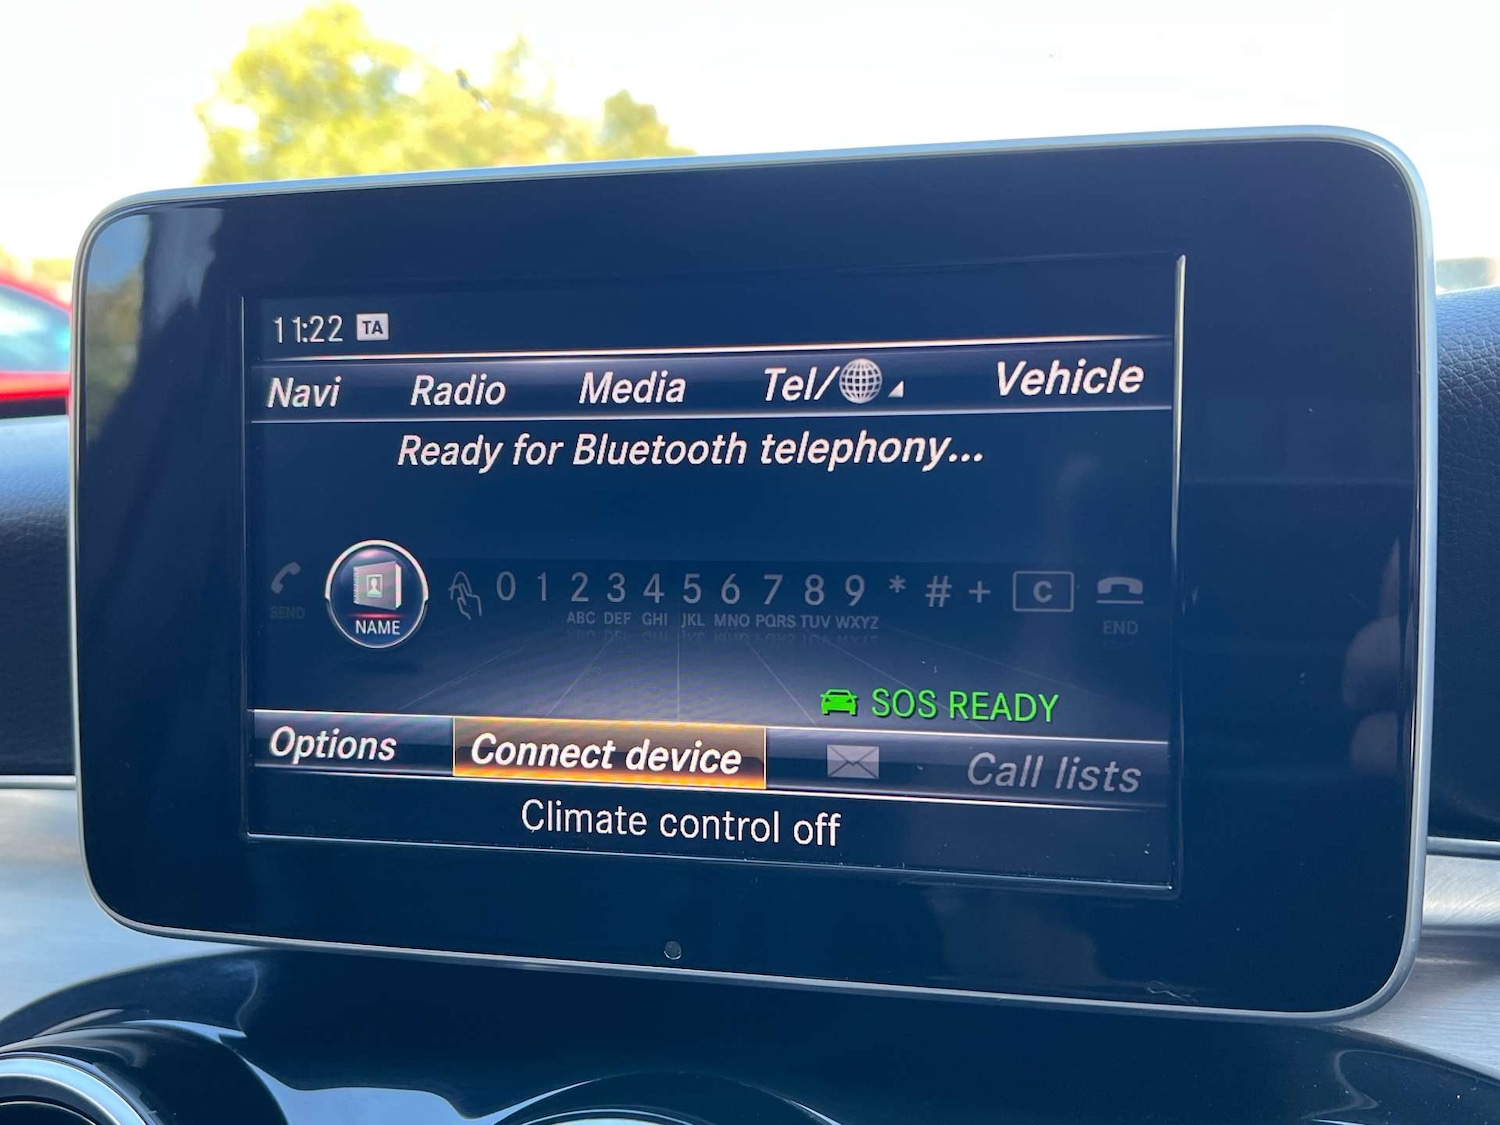 11:22 TA
Navi Radio Media Tel/ Vehicle
Ready for Bluetooth telephony...
0 1 2 3 4 5 6 7 8 9 * # + C
SEND NAME ABC DEF GHI JKL MNO PQRS TUV WXYZ END
SOS READY
Options Connect device Call lists
Climate control off